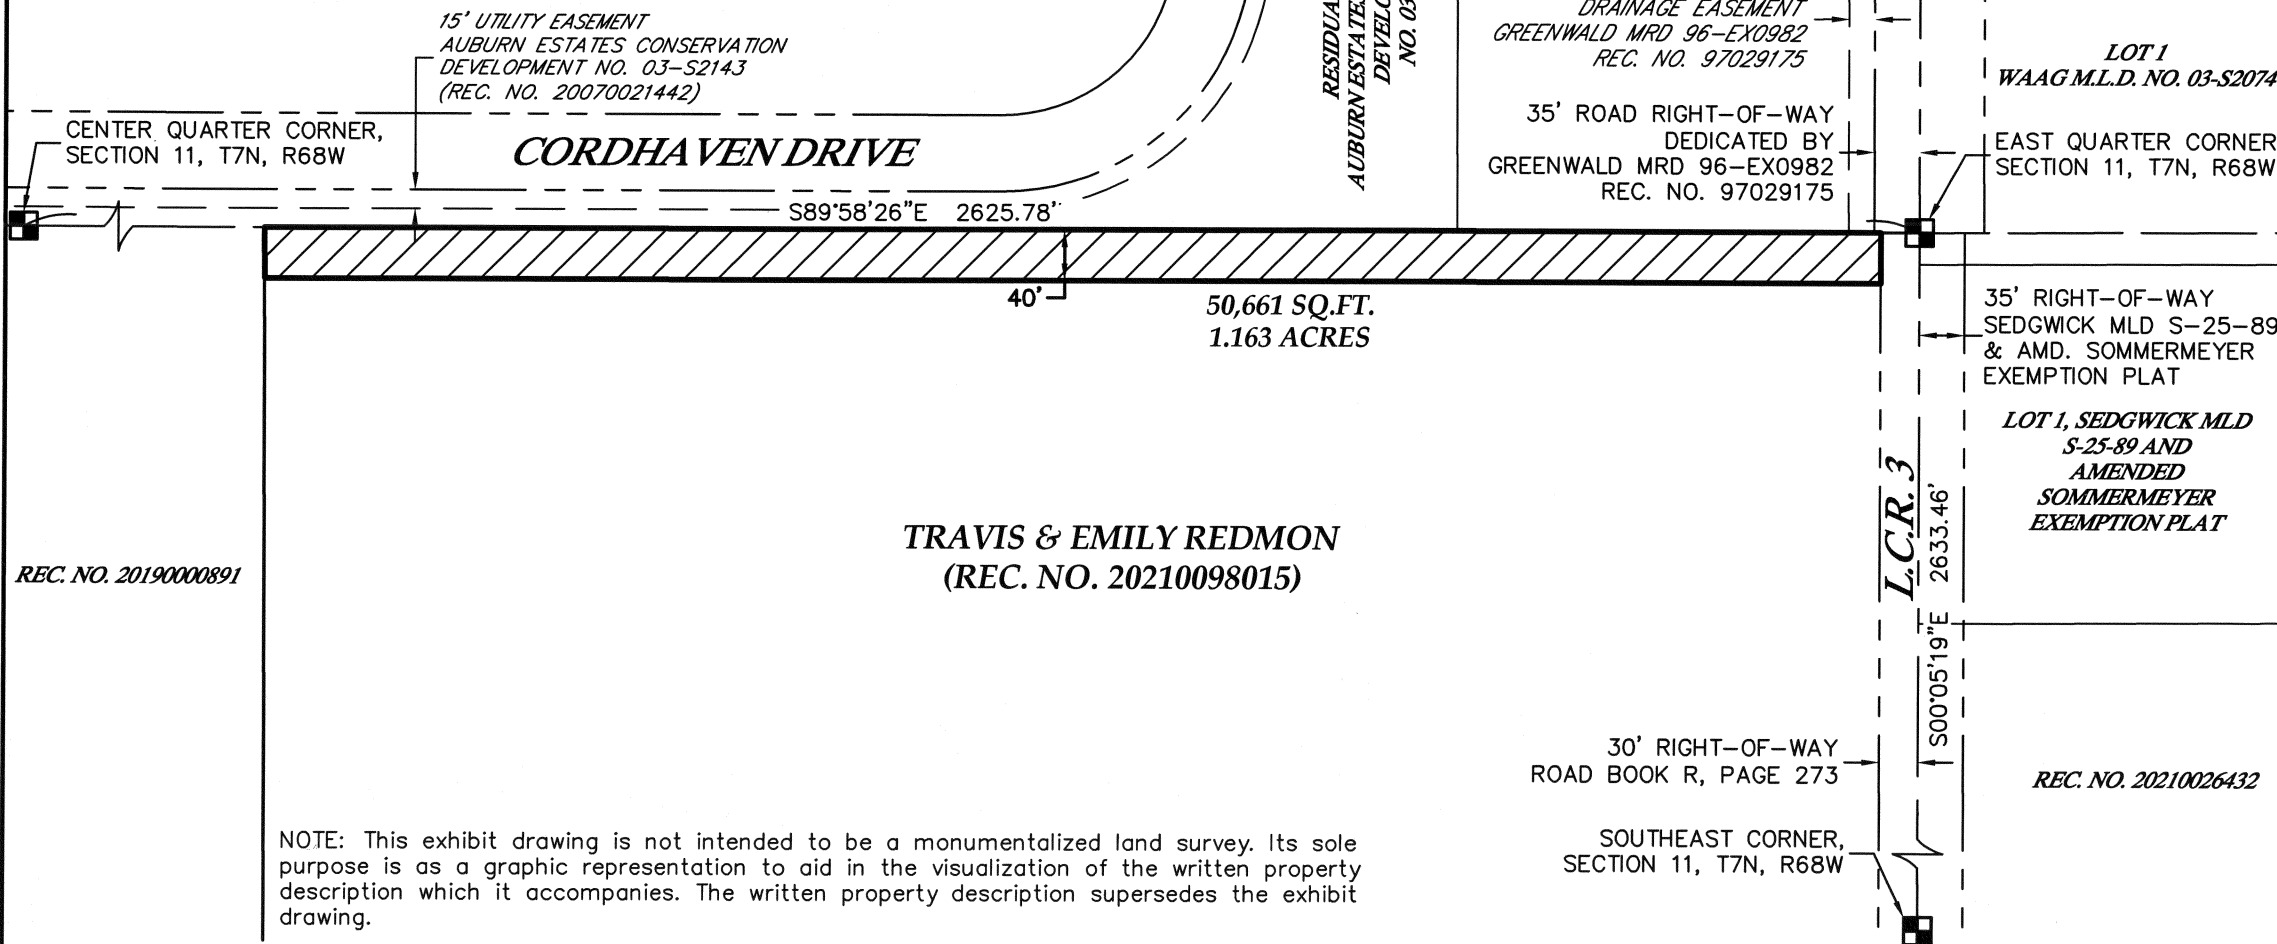 15' UTILITY EASEMENT
AUBURN ESTATES CONSERVATION
DEVELOPMENT NO. 03-S2143
(REC. NO. 20070021442)
CENTER QUARTER CORNER,
SECTION 11, T7N, R68W
CORDHAVEN DRIVE
S89°58'26"E 2625.78'
AUBURN ESTATES
NO. 03
DRAINAGE EASEMENT
GREENWALD MRD 96-EX0982
REC. NO. 97029175
35' ROAD RIGHT-OF-WAY
DEDICATED BY
GREENWALD MRD 96-EX0982
REC. NO. 97029175
LOT 1
WAAG M.L.D. NO. 03-S2074
EAST QUARTER CORNER
SECTION 11, T7N, R68W
40'
50,661 SQ.FT.
1.163 ACRES
35' RIGHT-OF-WAY
SEDGWICK MLD S-25-89
& AMD. SOMMERMEYER
EXEMPTION PLAT
LOT 1, SEDGWICK MLD
S-25-89 AND
AMENDED
SOMMERMEYER
EXEMPTION PLAT
L.C.R. 3
S00°05'19"E 2633.46'
TRAVIS & EMILY REDMON
(REC. NO. 20210098015)
REC. NO. 20190000891
30' RIGHT-OF-WAY
ROAD BOOK R, PAGE 273
REC. NO. 20210026432
SOUTHEAST CORNER,
SECTION 11, T7N, R68W
NOTE: This exhibit drawing is not intended to be a monumentalized land survey. Its sole
purpose is as a graphic representation to aid in the visualization of the written property
description which it accompanies. The written property description supersedes the exhibit
drawing.